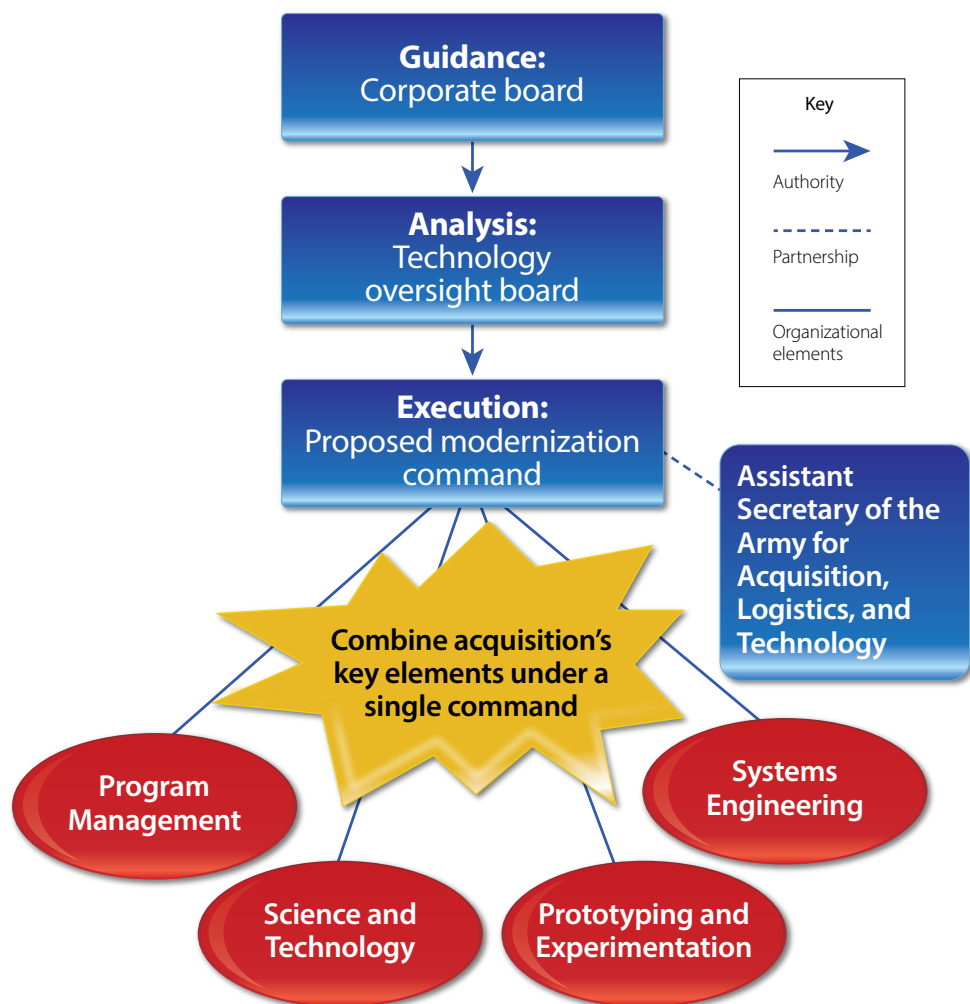 Guidance:
Corporate board
Key
Authority
Partnership
Organizational
elements
Analysis:
Technology
oversight board
Execution:
Proposed modernization
command
Assistant
Secretary of the
Army for
Acquisition,
Logistics, and
Technology
Combine acquisition’s
key elements under a
single command
Program
Management
Systems
Engineering
Science and
Technology
Prototyping and
Experimentation